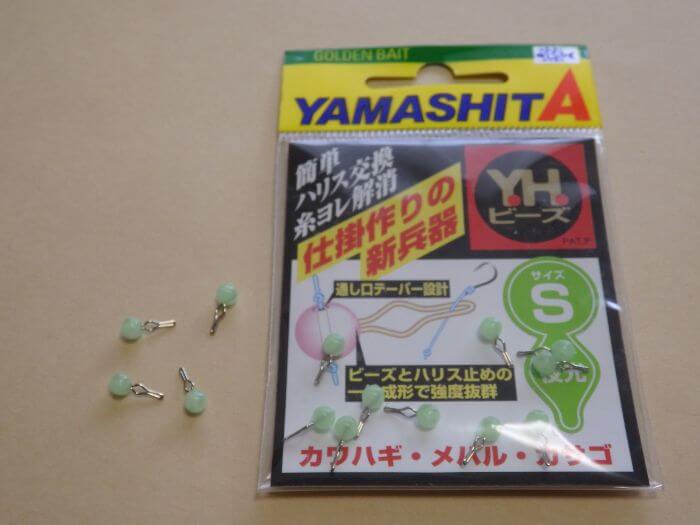 GOLDEN BAIT
YAMASHITA
簡単
ハリス交換
糸ヨレ解消
仕掛作りの
新兵器
Y.H.
ビーズ
PAT.P
サイズ
S
通し口テーパー設計
ビーズとハリス止めの
一成形で強度抜群
光
カワハギ・メバル・カサゴ